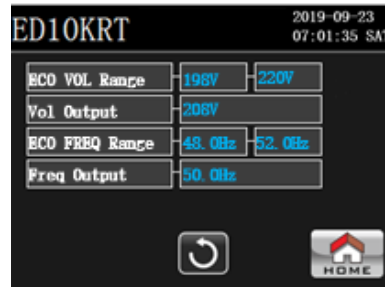 ED10KRT
2019-09-23
07:01:35 SAT
ECO VOL Range 198V 220V
Vol Output 208V
ECO FREQ Range 48.0Hz 52.0Hz
Freq Output 50.0Hz
HOME